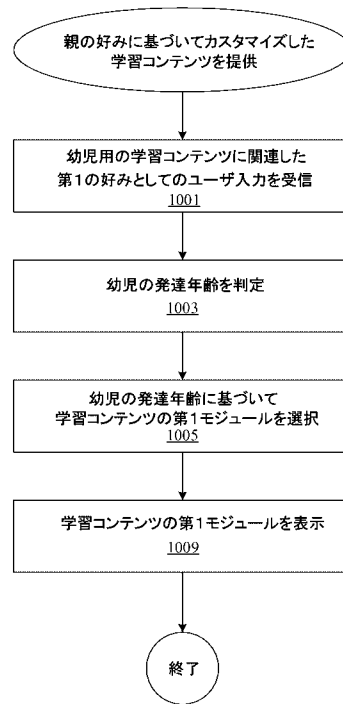 親の好みに基づいてカスタマイズした
学習コンテンツを提供
幼児用の学習コンテンツに関連した
第1の好みとしてのユーザ入力を受信
1001
幼児の発達年齢を判定
1003
幼児の発達年齢に基づいて
学習コンテンツの第1モジュールを選択
1005
学習コンテンツの第1モジュールを表示
1009
終了